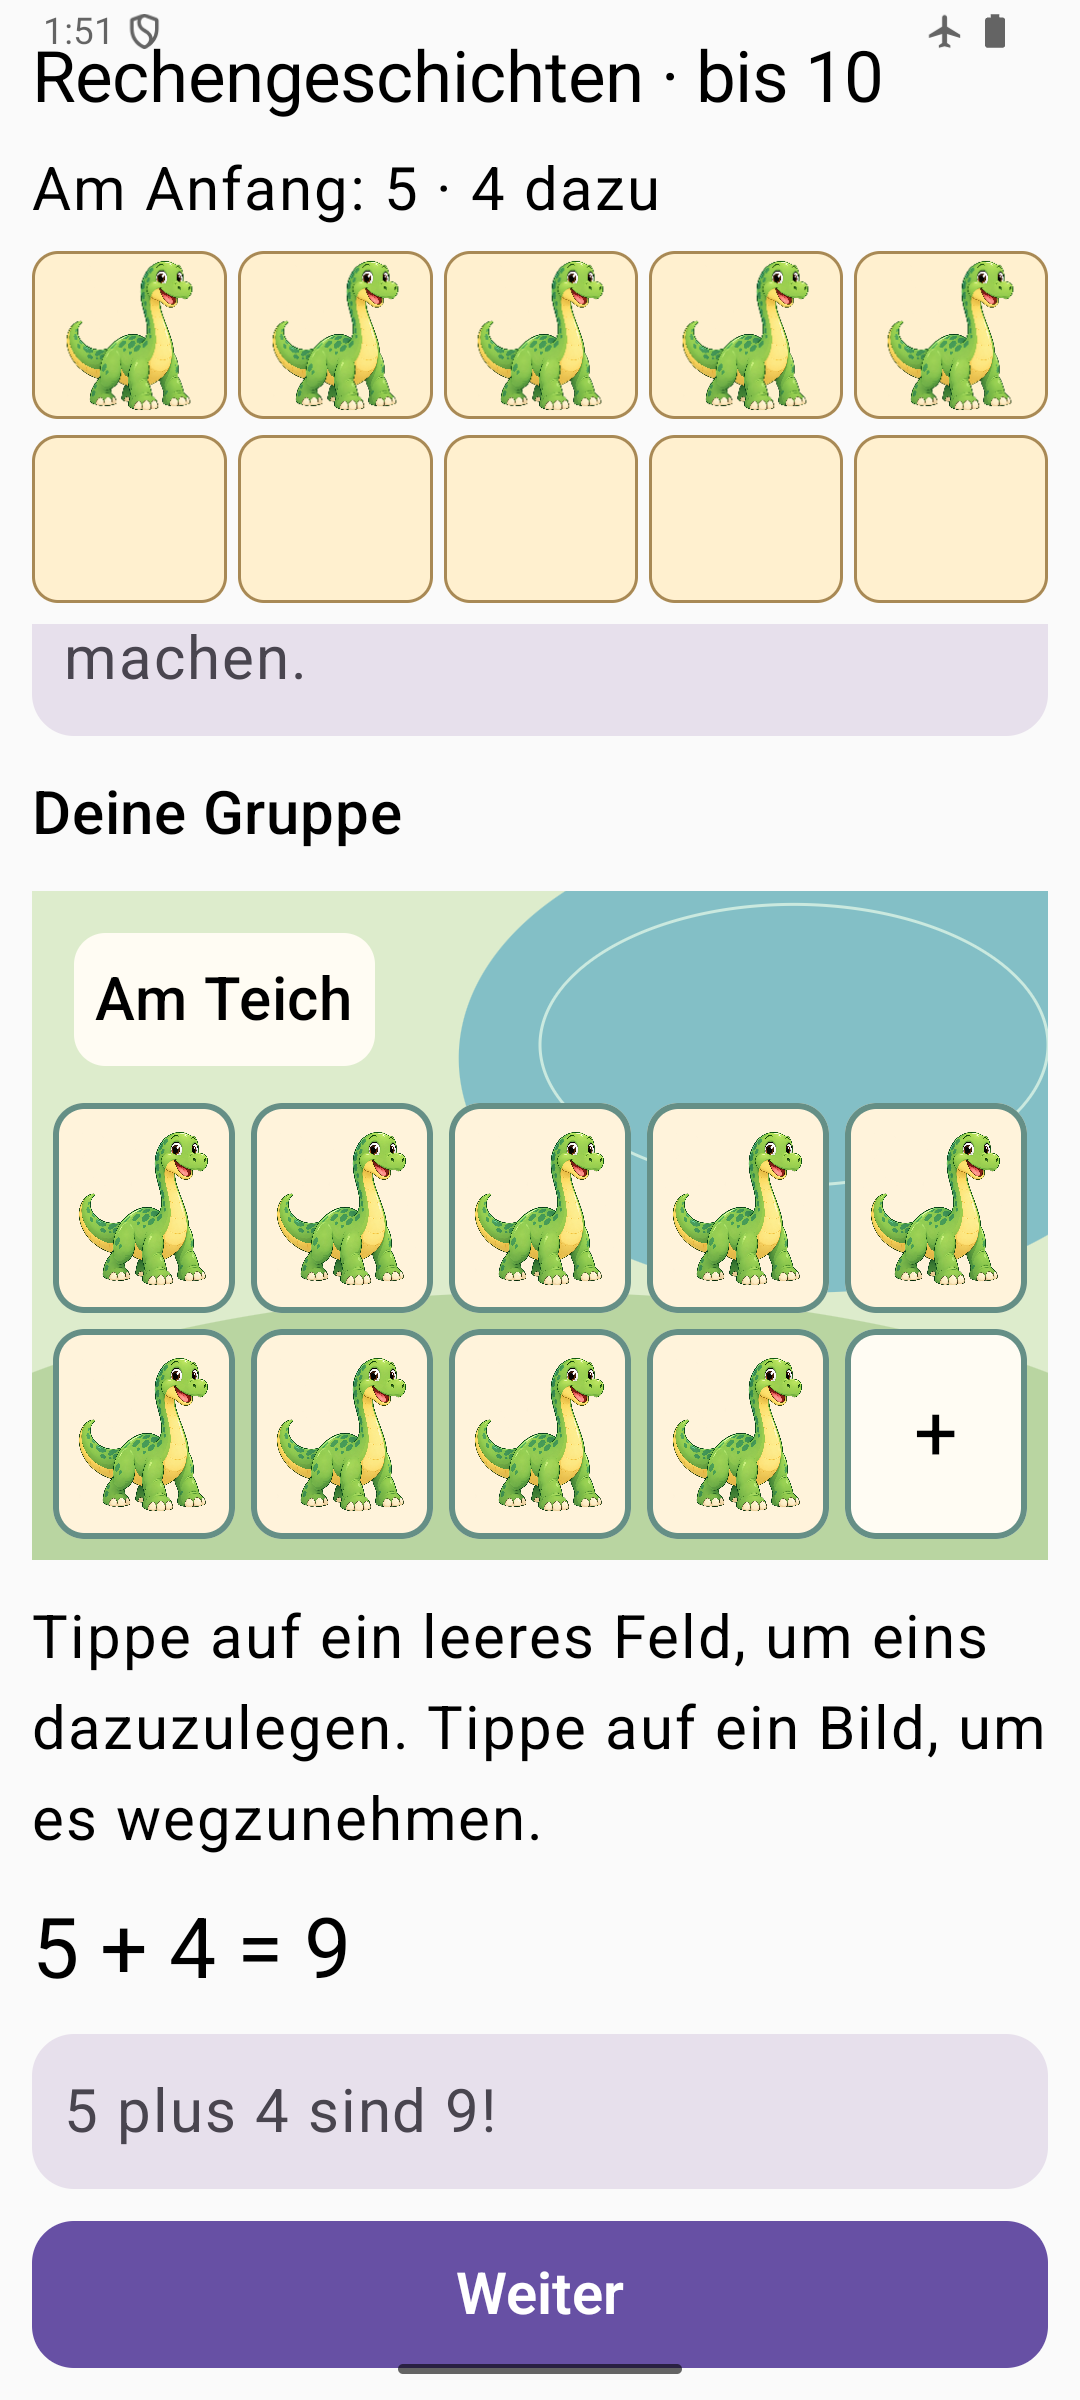 1:51
Rechengeschichten · bis 10
Am Anfang: 5 · 4 dazu
machen.
Deine Gruppe
Am Teich
+
Tippe auf ein leeres Feld, um eins
dazuzulegen. Tippe auf ein Bild, um
es wegzunehmen.
5 + 4 = 9
5 plus 4 sind 9!
Weiter